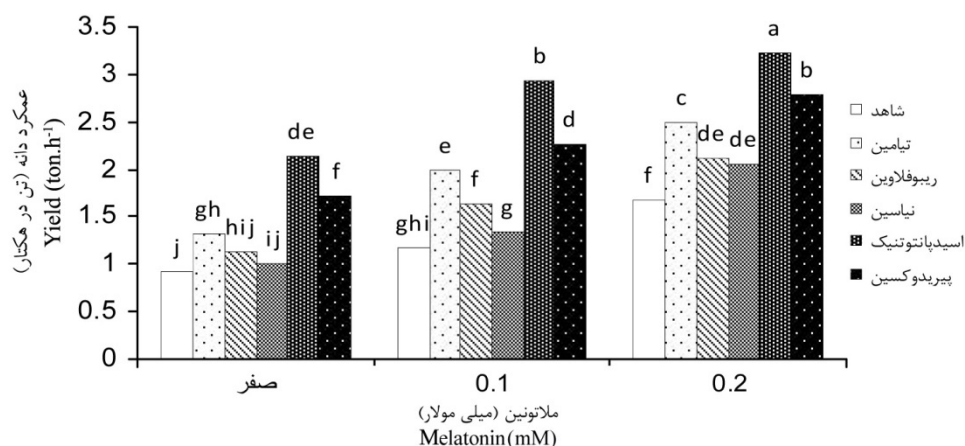 عملکرد دانه (تن در هکتار)
Yield (ton.h⁻¹)
3.5
3
2.5
2
1.5
1
0.5
0
j
gh
hij
ij
de
f
ghi
e
f
g
b
d
f
c
de
de
a
b
صفر
0.1
0.2
ملاتونین (میلی مولار)
Melatonin (mM)
شاهد
تیامین
ریبوفلاوین
نیاسین
اسیدپانتوتنیک
پیریدوکسین